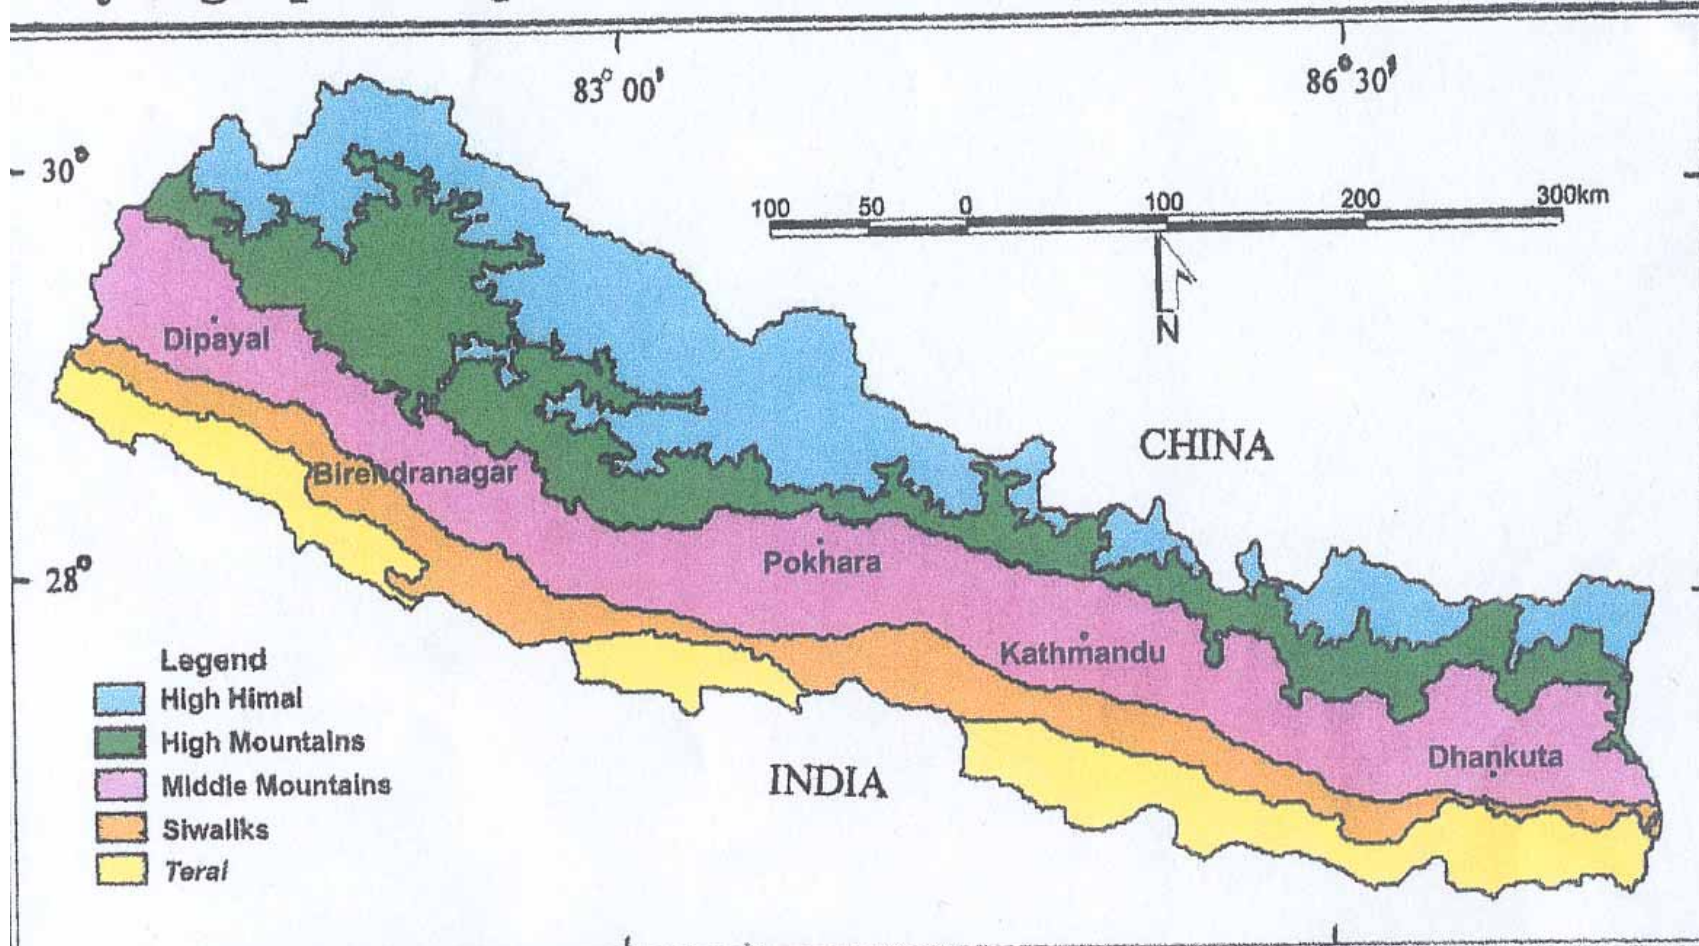 83° 00'
86° 30'
30°
100 50 0 100 200 300km
N
Dipayal
CHINA
Birendranagar
Pokhara
28°
Kathmandu
Legend
High Himal
High Mountains
Middle Mountains
Siwaliks
Terai
INDIA
Dhankuta